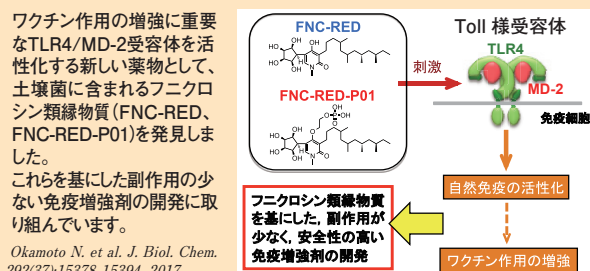 ワクチン作用の増強に重要
なTLR4/MD-2受容体を活
性化する新しい薬物として、
土壌菌に含まれるフニクロ
シン類縁物質(FNC-RED、
FNC-RED-P01)を発見しま
した。
これらを基にした副作用の少
ない免疫増強剤の開発に取
り組んでいます。
Okamoto N. et al. J. Biol. Chem.
292(37):15378-15394, 2017
FNC-RED
FNC-RED-P01
刺激
Toll 様受容体
TLR4
MD-2
免疫細胞
自然免疫の活性化
ワクチン作用の増強
フニクロシン類縁物質
を基にした, 副作用が
少なく, 安全性の高い
免疫増強剤の開発